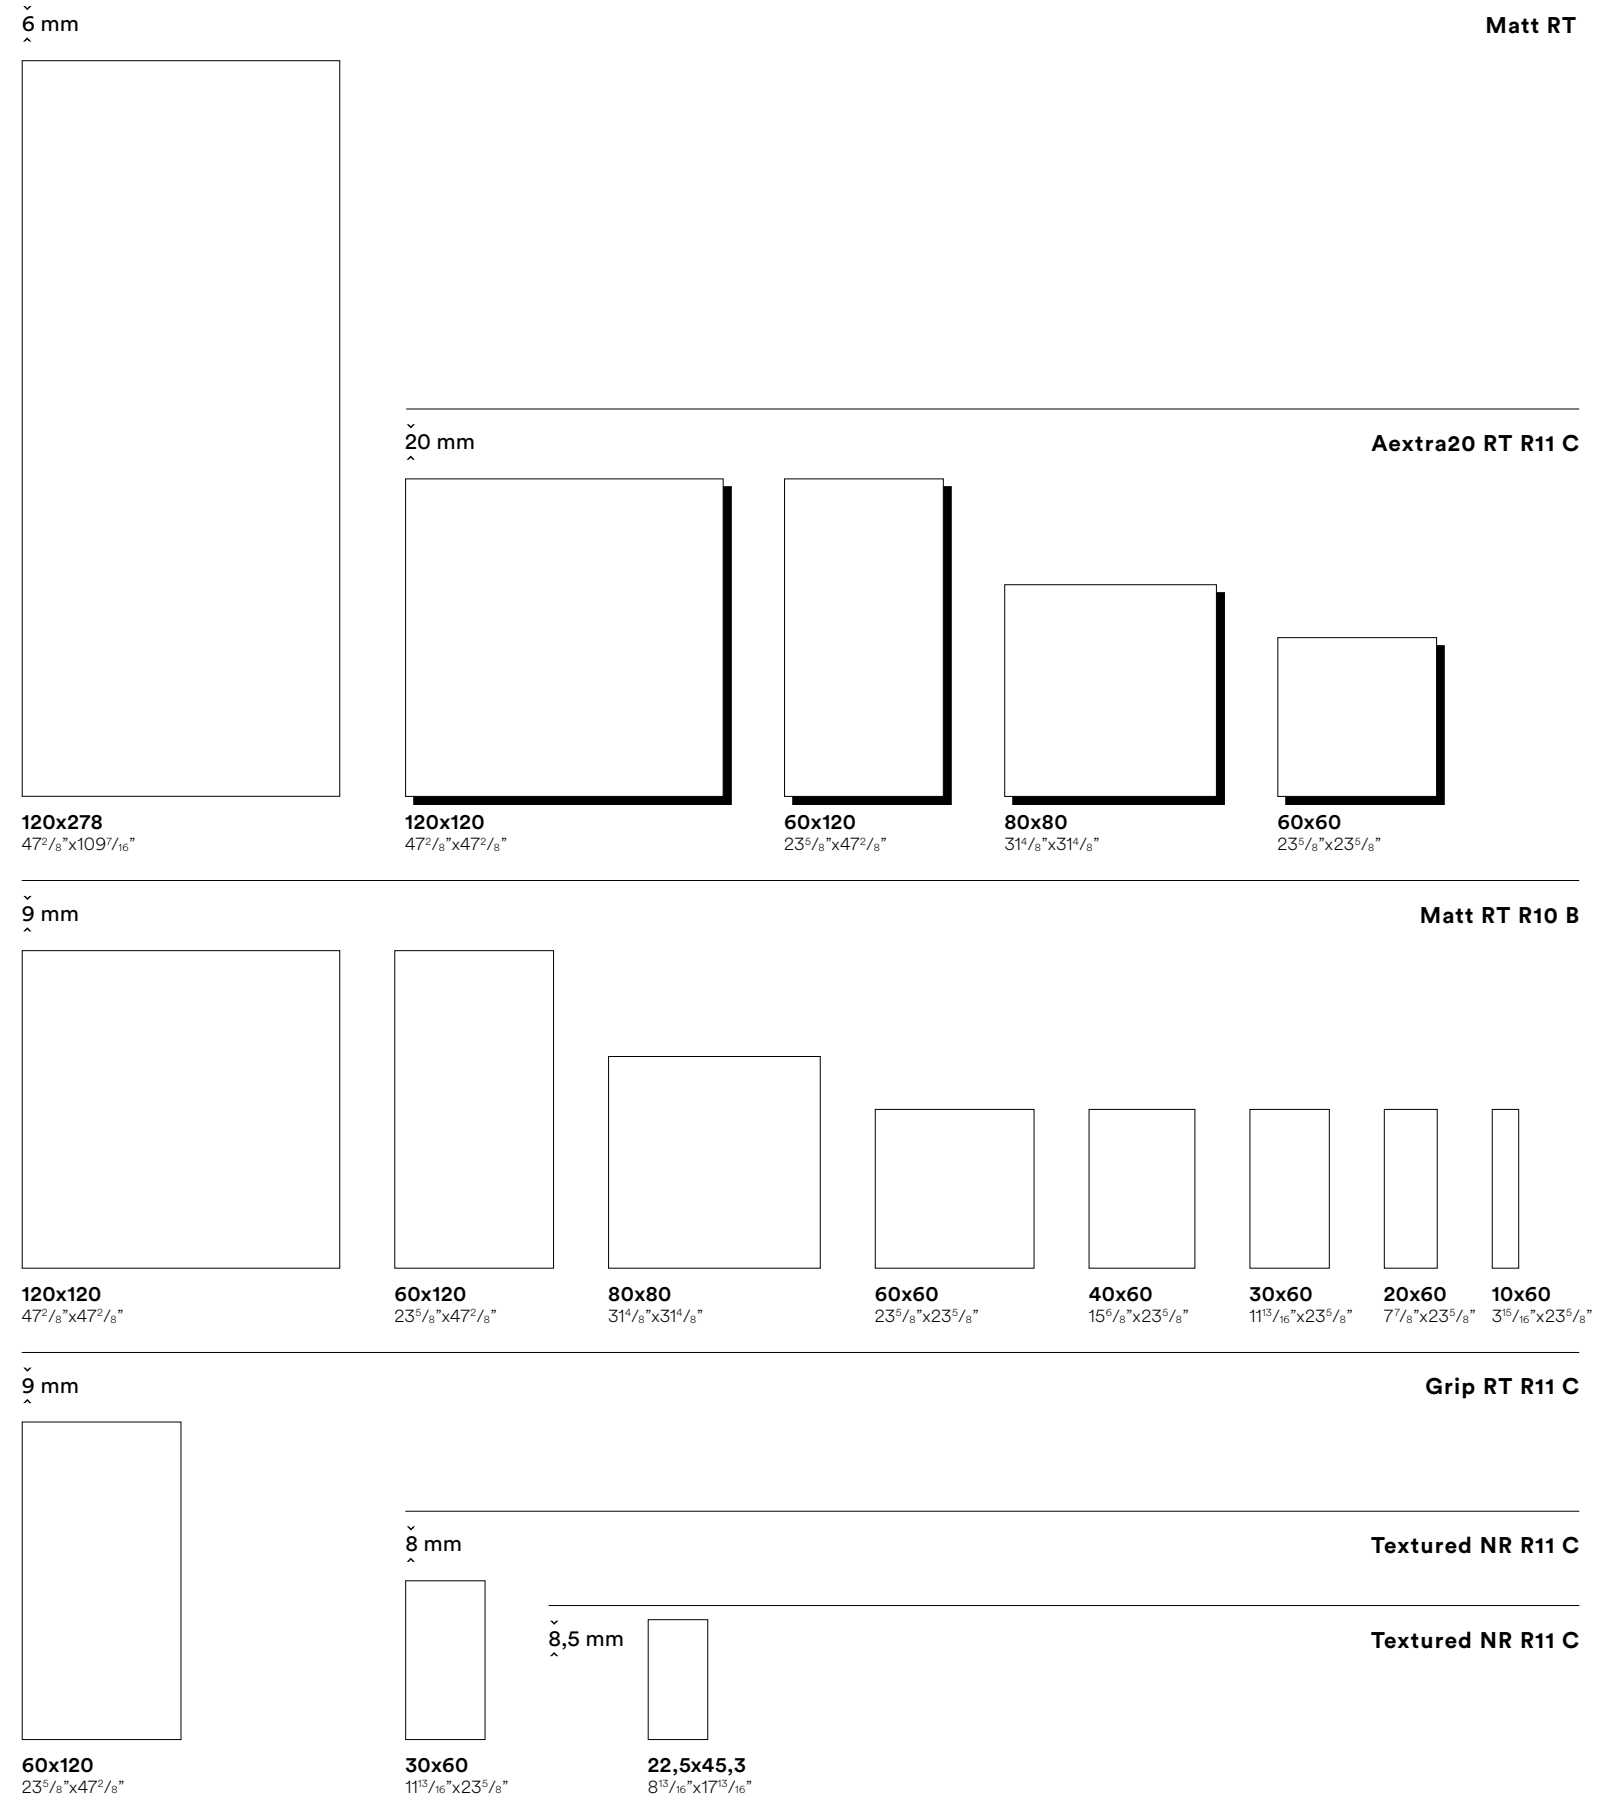 6 mm
Matt RT
120x278
47²/₈”x109⁷/₁₆”
20 mm
Aextra20 RT R11 C
120x120
47²/₈”x47²/₈”
60x120
23⁵/₈”x47²/₈”
80x80
31⁴/₈”x31⁴/₈”
60x60
23⁵/₈”x23⁵/₈”
9 mm
Matt RT R10 B
120x120
47²/₈”x47²/₈”
60x120
23⁵/₈”x47²/₈”
80x80
31⁴/₈”x31⁴/₈”
60x60
23⁵/₈”x23⁵/₈”
40x60
15⁶/₈”x23⁵/₈”
30x60
11¹³/₁₆”x23⁵/₈”
20x60
7⁷/₈”x23⁵/₈”
10x60
3¹⁵/₁₆”x23⁵/₈”
9 mm
Grip RT R11 C
60x120
23⁵/₈”x47²/₈”
8 mm
Textured NR R11 C
30x60
11¹³/₁₆”x23⁵/₈”
8,5 mm
Textured NR R11 C
22,5x45,3
8¹³/₁₆”x17¹³/₁₆”